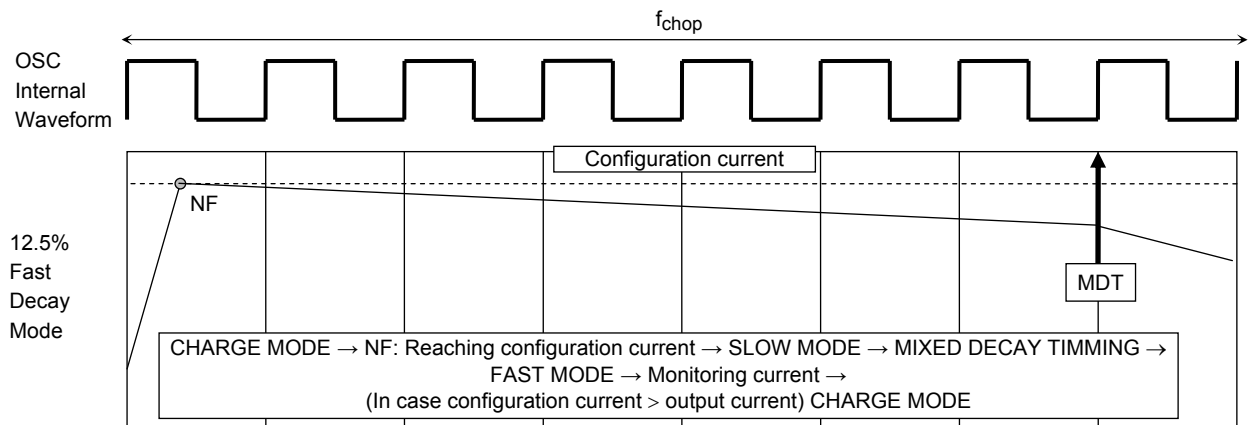 fchop
OSC
Internal
Waveform
Configuration current
NF
12.5%
Fast
Decay
Mode
MDT
CHARGE MODE → NF: Reaching configuration current → SLOW MODE → MIXED DECAY TIMMING →
FAST MODE → Monitoring current →
(In case configuration current > output current) CHARGE MODE